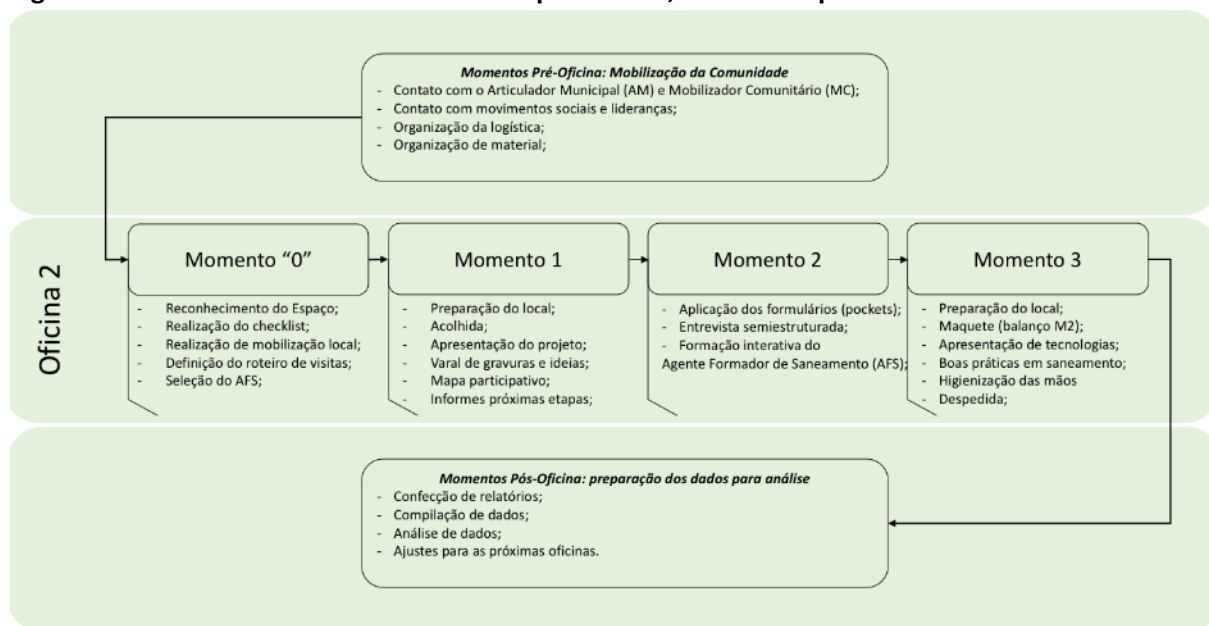 Momentos Pré-Oficina: Mobilização da Comunidade
- Contato com o Articulador Municipal (AM) e Mobilizador Comunitário (MC);
- Contato com movimentos sociais e lideranças;
- Organização da logística;
- Organização de material;
Oficina 2
Momento “0”
- Reconhecimento do Espaço;
- Realização do checklist;
- Realização de mobilização local;
- Definição do roteiro de visitas;
- Seleção do AFS;
Momento 1
- Preparação do local;
- Acolhida;
- Apresentação do projeto;
- Varal de gravuras e ideias;
- Mapa participativo;
- Informes próximas etapas;
Momento 2
- Aplicação dos formulários (pockets);
- Entrevista semiestruturada;
- Formação interativa do
Agente Formador de Saneamento (AFS);
Momento 3
- Preparação do local;
- Maquete (balanço M2);
- Apresentação de tecnologias;
- Boas práticas em saneamento;
- Higienização das mãos
- Despedida;
Momentos Pós-Oficina: preparação dos dados para análise
- Confecção de relatórios;
- Compilação de dados;
- Análise de dados;
- Ajustes para as próximas oficinas.